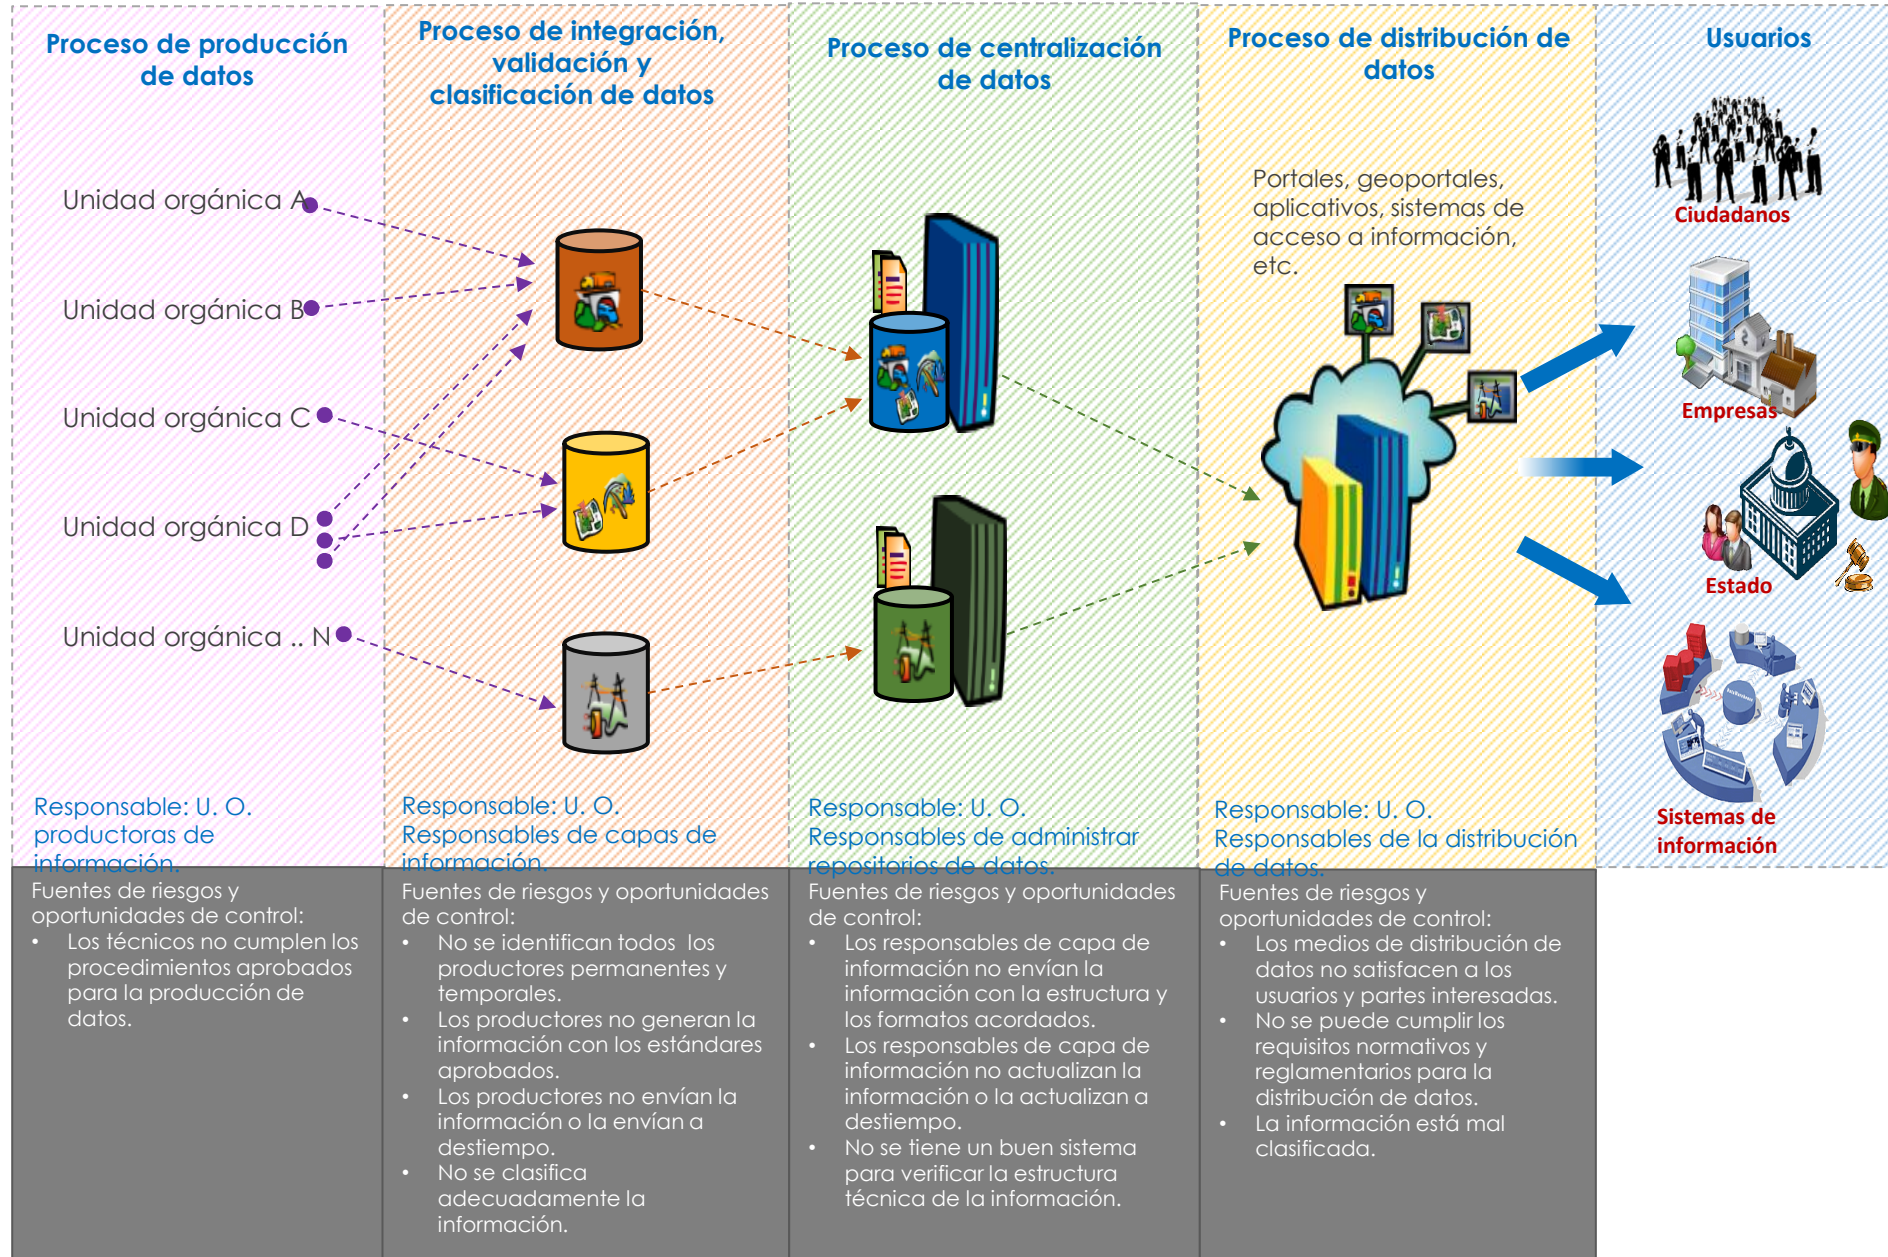 Proceso de producción
de datos
Proceso de integración,
validación y
clasificación de datos
Proceso de centralización
de datos
Proceso de distribución de
datos
Usuarios
Unidad orgánica A
Unidad orgánica B
Unidad orgánica C
Unidad orgánica D
Unidad orgánica .. N
Portales, geoportales,
aplicativos, sistemas de
acceso a información,
etc.
Ciudadanos
Empresas
Estado
Sistemas de
información
Responsable: U. O.
productoras de
información.
Responsable: U. O.
Responsables de capas de
información.
Responsable: U. O.
Responsables de administrar
repositorios de datos.
Responsable: U. O.
Responsables de la distribución
de datos.
Fuentes de riesgos y
oportunidades de control:
• Los técnicos no cumplen los
procedimientos aprobados
para la producción de
datos.
Fuentes de riesgos y oportunidades
de control:
• No se identifican todos los
productores permanentes y
temporales.
• Los productores no generan la
información con los estándares
aprobados.
• Los productores no envían la
información o la envían a
destiempo.
• No se clasifica
adecuadamente la
información.
Fuentes de riesgos y oportunidades
de control:
• Los responsables de capa de
información no envían la
información con la estructura y
los formatos acordados.
• Los responsables de capa de
información no actualizan la
información o la actualizan a
destiempo.
• No se tiene un buen sistema
para verificar la estructura
técnica de la información.
Fuentes de riesgos y
oportunidades de control:
• Los medios de distribución de
datos no satisfacen a los
usuarios y partes interesadas.
• No se puede cumplir los
requisitos normativos y
reglamentarios para la
distribución de datos.
• La información está mal
clasificada.